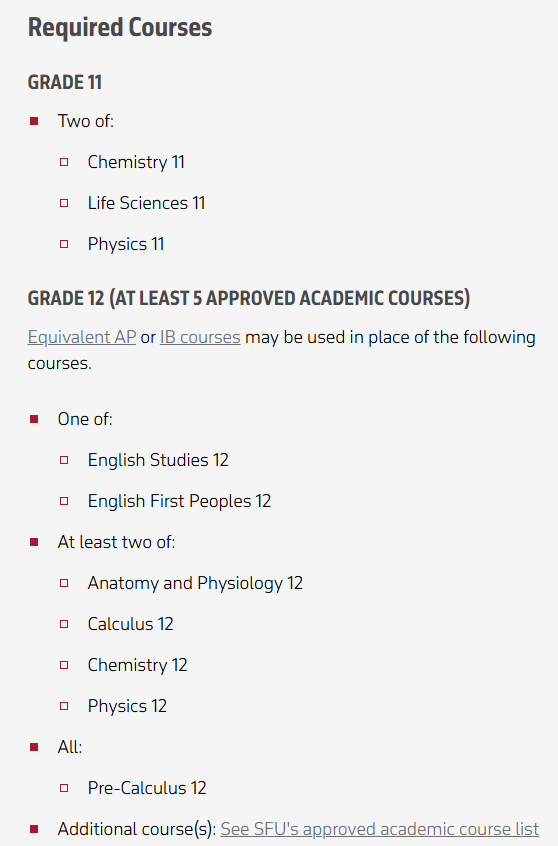 Required Courses
GRADE 11
Two of:
Chemistry 11
Life Sciences 11
Physics 11
GRADE 12 (AT LEAST 5 APPROVED ACADEMIC COURSES)
Equivalent AP or IB courses may be used in place of the following
courses.
One of:
English Studies 12
English First Peoples 12
At least two of:
Anatomy and Physiology 12
Calculus 12
Chemistry 12
Physics 12
All:
Pre-Calculus 12
Additional course(s): See SFU's approved academic course list